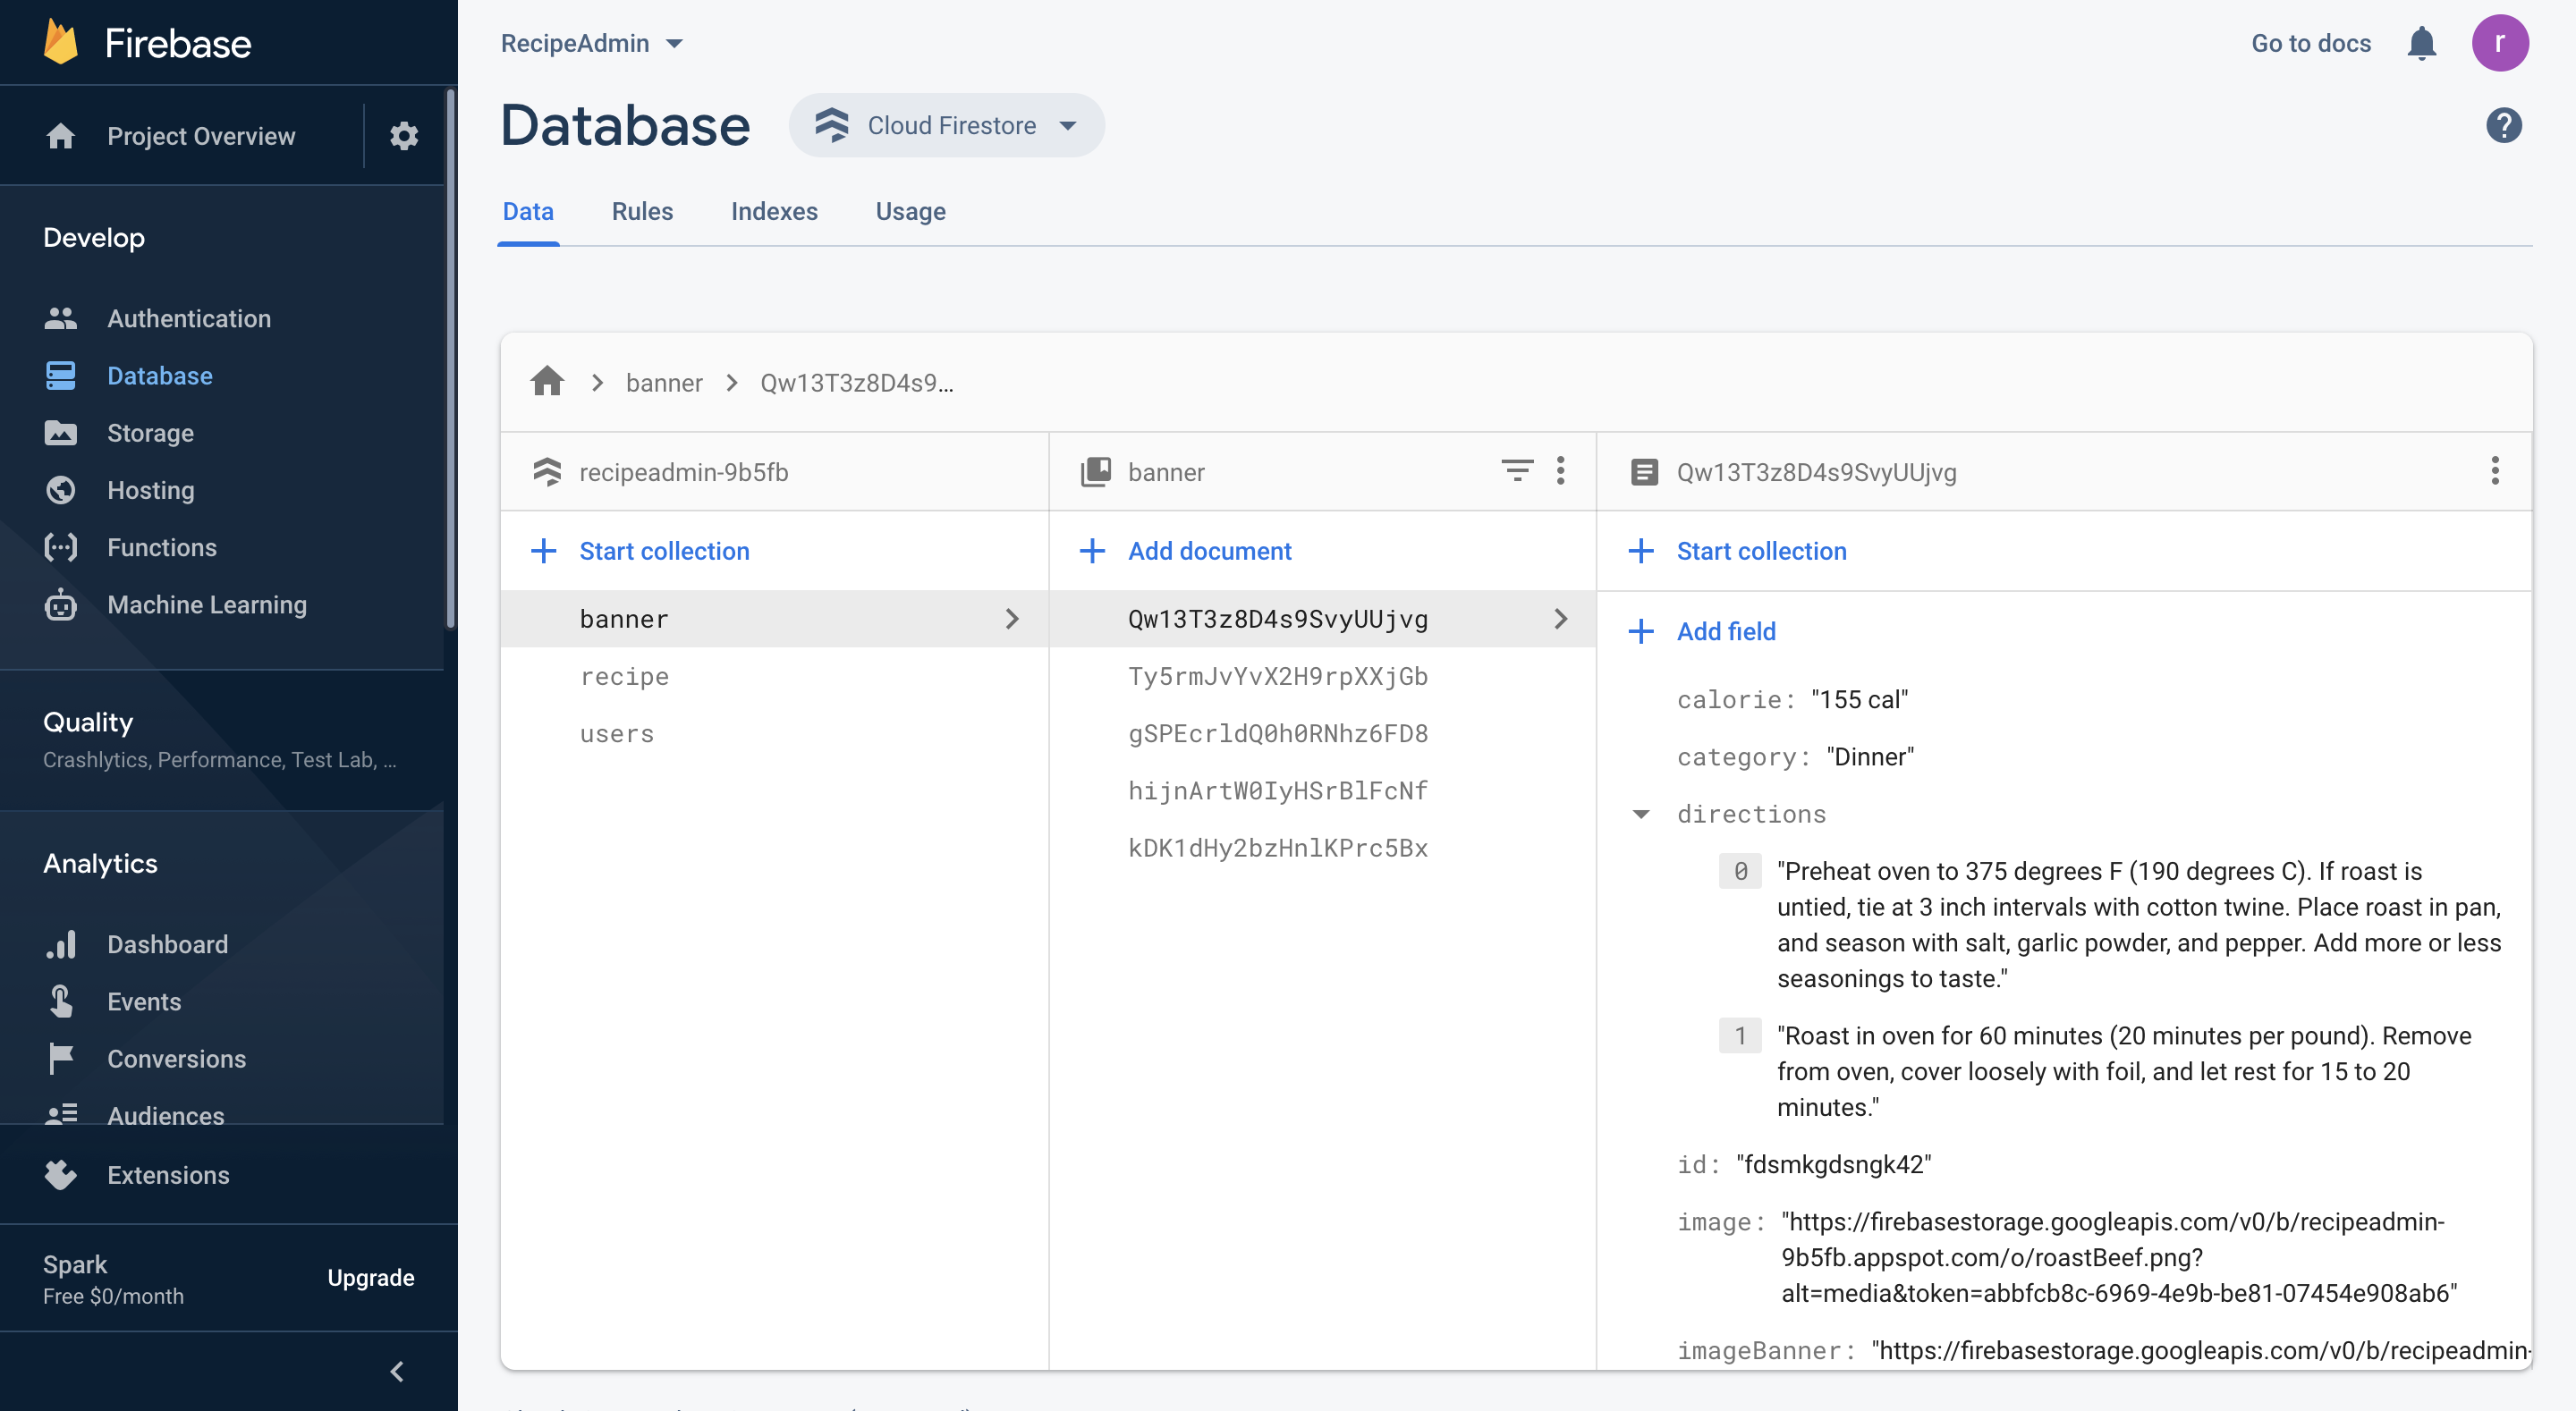 Firebase
Project Overview
Develop
Authentication
Database
Storage
Hosting
Functions
Machine Learning
Quality
Crashlytics, Performance, Test Lab, ...
Analytics
Dashboard
Events
Conversions
Audiences
Extensions
Spark
Free $0/month
Upgrade
RecipeAdmin
Go to docs
r
Database
Cloud Firestore
?
Data
Rules
Indexes
Usage
banner
Qw13T3z8D4s9...
recipeadmin-9b5fb
Start collection
banner
recipe
users
banner
Add document
Qw13T3z8D4s9SvyUUjvg
Ty5rmJvYvX2H9rpXXjGb
gSPEcrldQ0h0RNhz6FD8
hijnArtW0IyHSrBlFcNf
kDK1dHy2bzHnlKPrc5Bx
Qw13T3z8D4s9SvyUUjvg
Start collection
Add field
calorie: "155 cal"
category: "Dinner"
directions
0 "Preheat oven to 375 degrees F (190 degrees C). If roast is
untied, tie at 3 inch intervals with cotton twine. Place roast in pan,
and season with salt, garlic powder, and pepper. Add more or less
seasonings to taste."
1 "Roast in oven for 60 minutes (20 minutes per pound). Remove
from oven, cover loosely with foil, and let rest for 15 to 20
minutes."
id: "fdsmkgdsngk42"
image: "https://firebasestorage.googleapis.com/v0/b/recipeadmin-
9b5fb.appspot.com/o/roastBeef.png?
alt=media&token=abbfcb8c-6969-4e9b-be81-07454e908ab6"
imageBanner: "https://firebasestorage.googleapis.com/v0/b/recipeadmin-